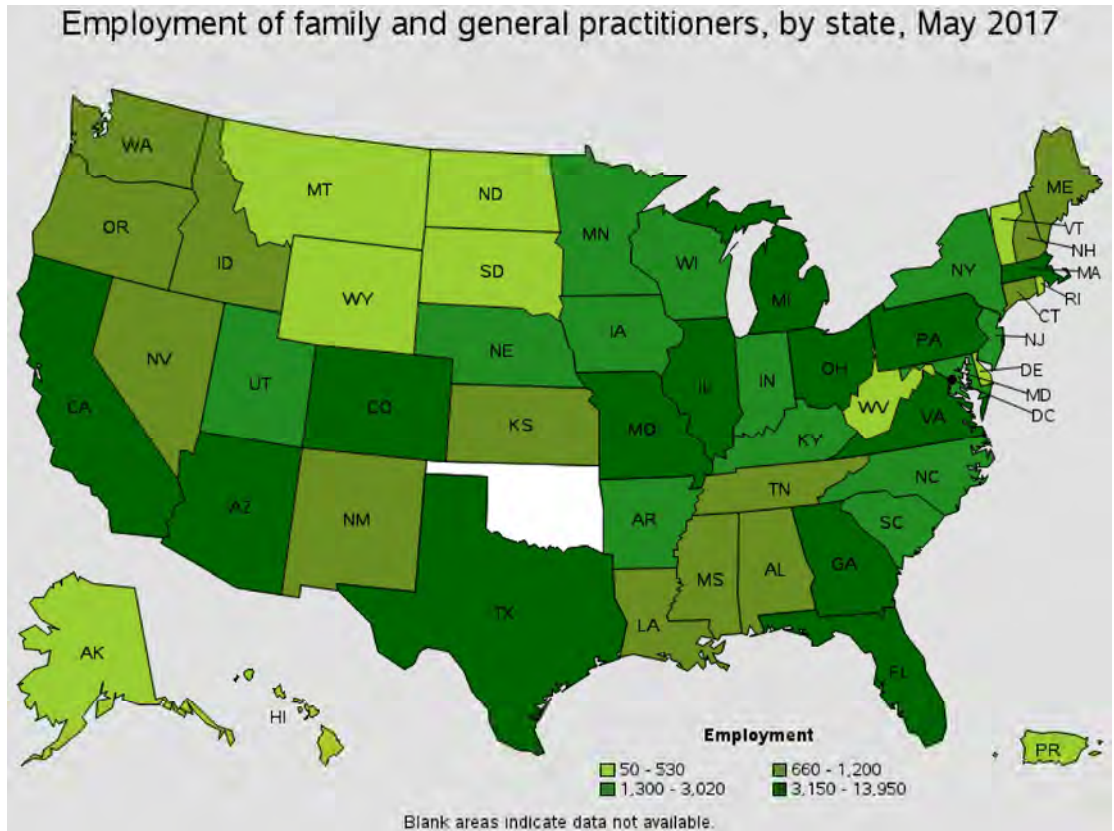 Employment of family and general practitioners, by state, May 2017
WA
MT
ND
ME
OR
MN
VT
ID
NH
SD
WI
NY
MA
WY
MI
RI
CT
IA
PA
NE
NJ
NV
OH
IL
IN
DE
UT
MD
CA
CO
WV
DC
VA
KS
MO
KY
NC
TN
AZ
NM
AR
SC
MS
AL
GA
TX
LA
AK
FL
HI
PR
Employment
50 - 530
660 - 1,200
1,300 - 3,020
3,150 - 13,950
Blank areas indicate data not available.